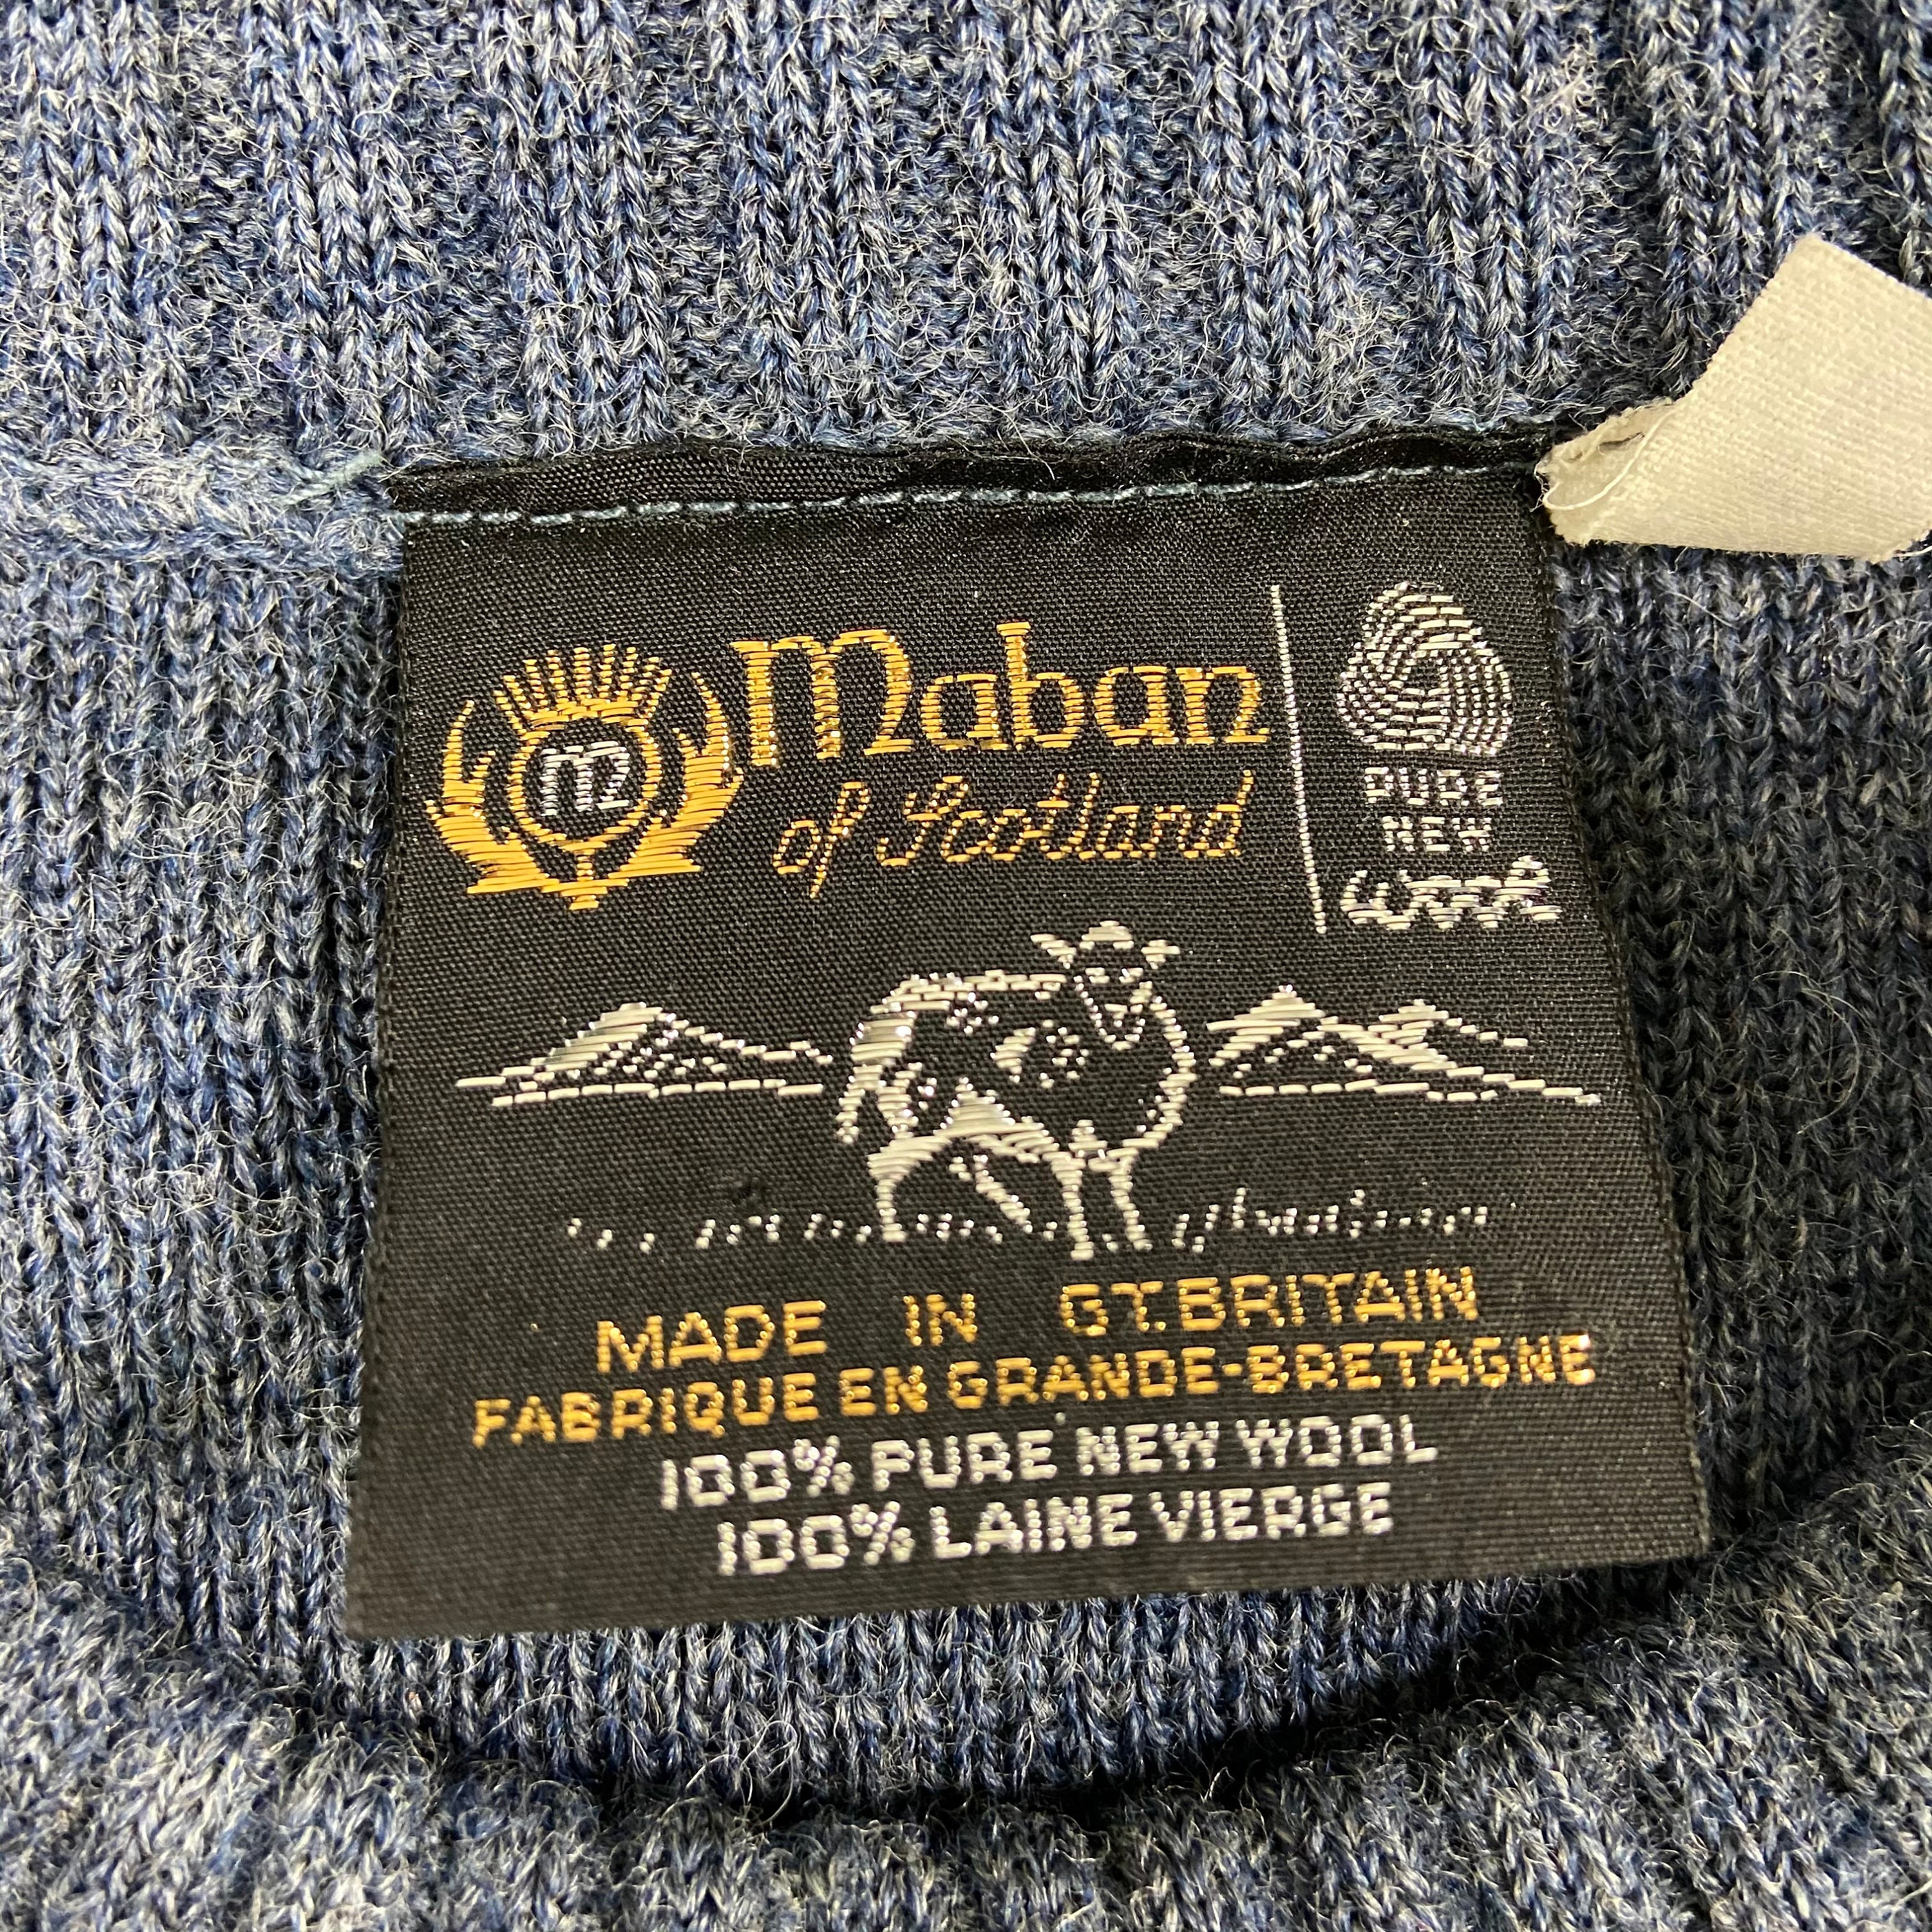 m
Maban
of Scotland
PURE
NEW
Wool
MADE IN GT.BRITAIN
FABRIQUE EN GRANDE-BRETAGNE
100% PURE NEW WOOL
100% LAINE VIERGE